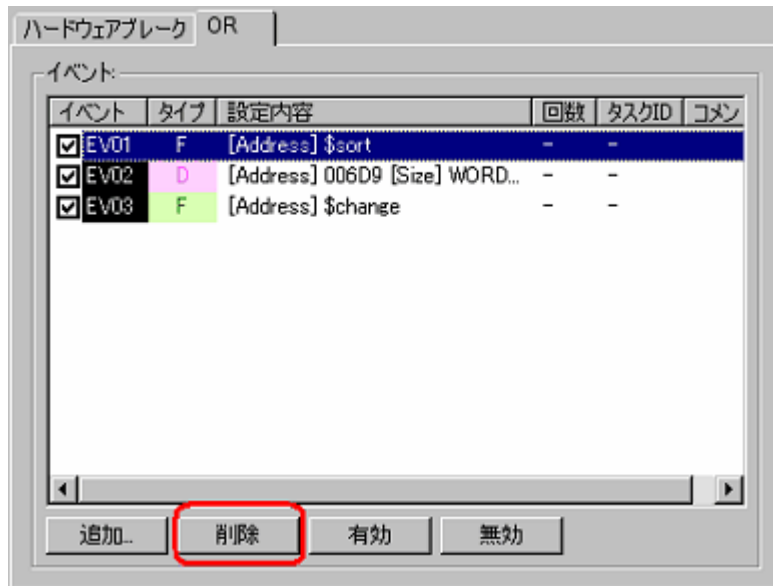 ハードウェアブレーク OR
イベント:
イベント タイプ 設定内容 回数 タスクID コメン
EV01 F [Address] $sort - -
EV02 D [Address] 006D9 [Size] WORD... - -
EV03 F [Address] $change - -
追加... 削除 有効 無効